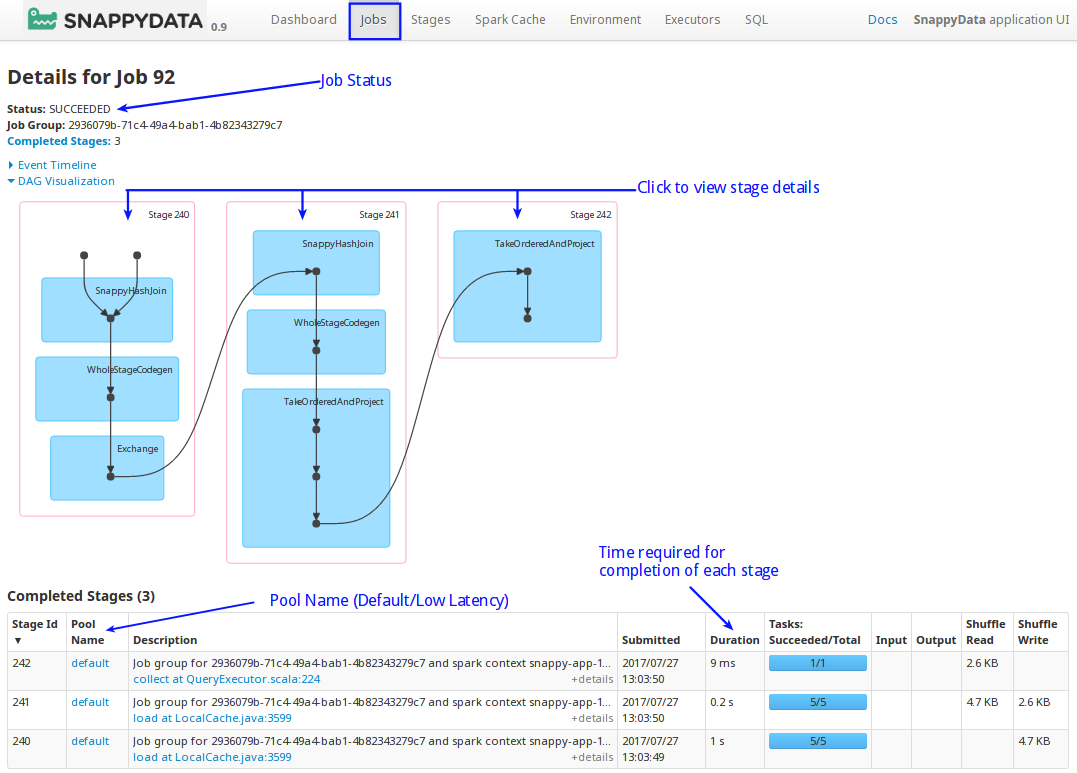 SNAPPYDATA 0.9 Dashboard Jobs Stages Spark Cache Environment Executors SQL Docs SnappyData application UI
Details for Job 92
Job Status
Status: SUCCEEDED
Job Group: 2936079b-71c4-49a4-bab1-4b82343279c7
Completed Stages: 3
Event Timeline
DAG Visualization
Click to view stage details
Stage 240
SnappyHashJoin
WholeStageCodegen
Exchange
Stage 241
SnappyHashJoin
WholeStageCodegen
TakeOrderedAndProject
Stage 242
TakeOrderedAndProject
Time required for
completion of each stage
Completed Stages (3)
Pool Name (Default/Low Latency)
Stage Id ▼ Pool Name Description Submitted Duration Tasks: Succeeded/Total Input Output Shuffle Read Shuffle Write
242 default Job group for 2936079b-71c4-49a4-bab1-4b82343279c7 and spark context snappy-app-1... 2017/07/27 9 ms 1/1 2.6 KB
collect at QueryExecutor.scala:224 +details 13:03:50
241 default Job group for 2936079b-71c4-49a4-bab1-4b82343279c7 and spark context snappy-app-1... 2017/07/27 0.2 s 5/5 4.7 KB 2.6 KB
load at LocalCache.java:3599 +details 13:03:50
240 default Job group for 2936079b-71c4-49a4-bab1-4b82343279c7 and spark context snappy-app-1... 2017/07/27 1 s 5/5 4.7 KB
load at LocalCache.java:3599 +details 13:03:49